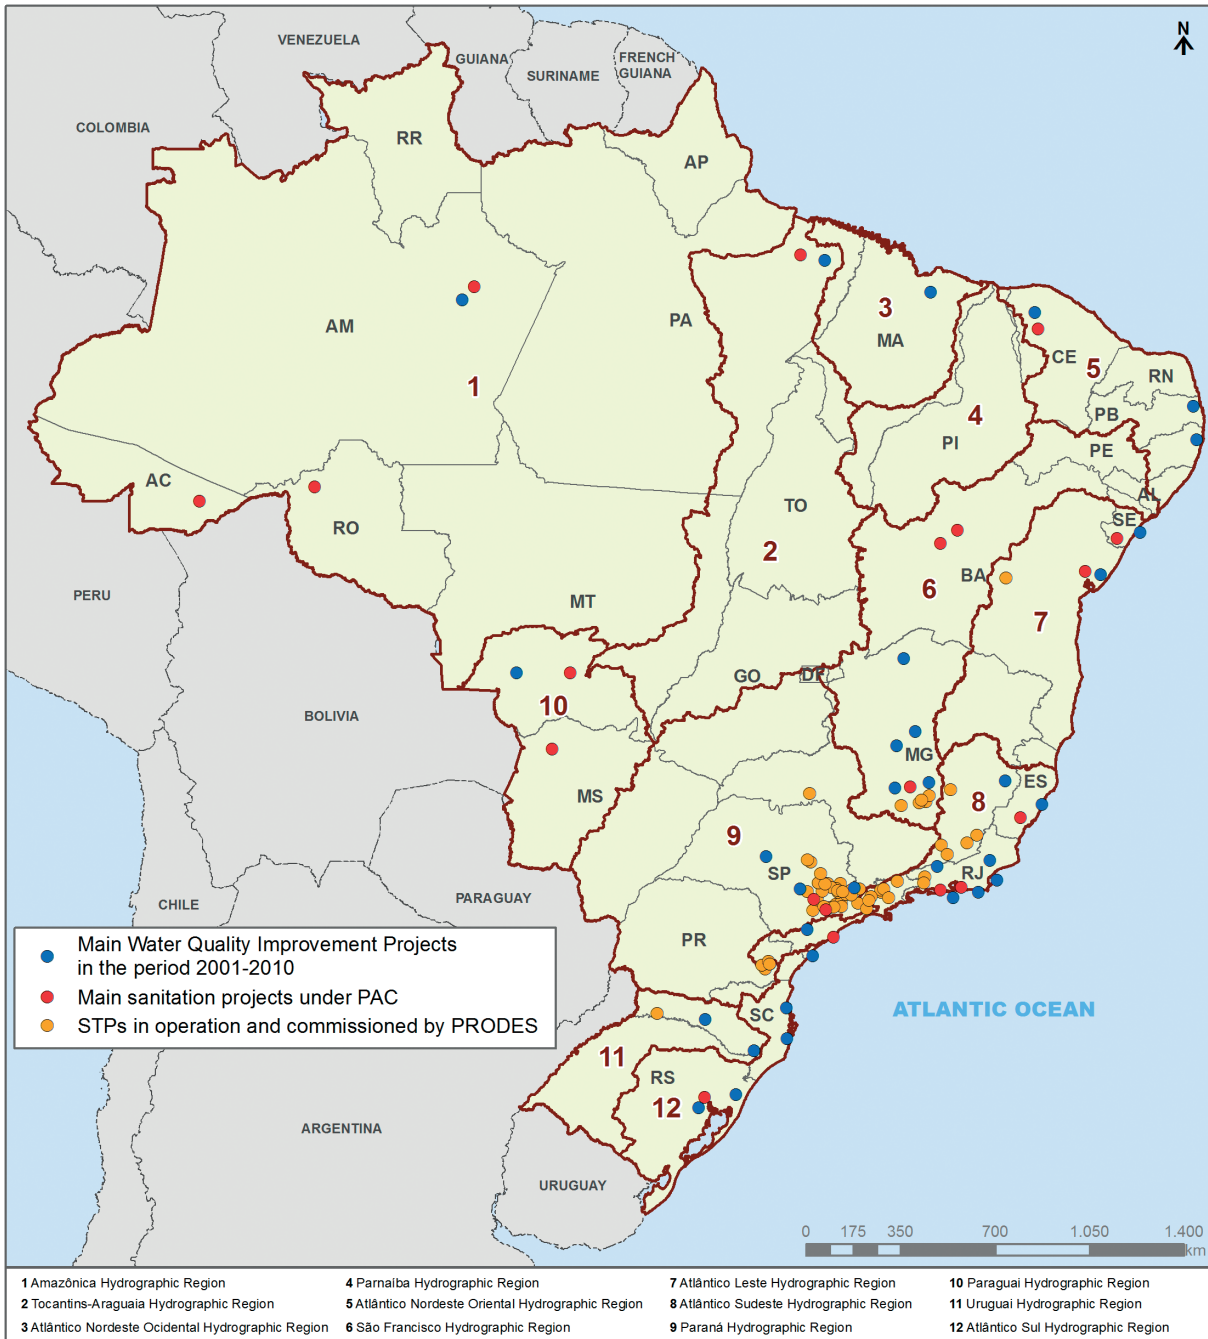 N
VENEZUELA
GUIANA
SURINAME
FRENCH
GUIANA
COLOMBIA
RR
AP
AM
PA
3
MA
CE
5
RN
1
4
PB
PI
PE
AC
AL
TO
SE
RO
2
BA
6
PERU
MT
7
GO
DF
10
BOLIVIA
MG
ES
MS
8
9
SP
RJ
PARAGUAY
CHILE
PR
Main Water Quality Improvement Projects
in the period 2001-2010
Main sanitation projects under PAC
STPs in operation and commissioned by PRODES
ATLANTIC OCEAN
SC
11
RS
12
ARGENTINA
URUGUAY
0 175 350 700 1.050 1.400
km
1 Amazônica Hydrographic Region
2 Tocantins-Araguaia Hydrographic Region
3 Atlântico Nordeste Ocidental Hydrographic Region
4 Parnaíba Hydrographic Region
5 Atlântico Nordeste Oriental Hydrographic Region
6 São Francisco Hydrographic Region
7 Atlântico Leste Hydrographic Region
8 Atlântico Sudeste Hydrographic Region
9 Paraná Hydrographic Region
10 Paraguai Hydrographic Region
11 Uruguai Hydrographic Region
12 Atlântico Sul Hydrographic Region